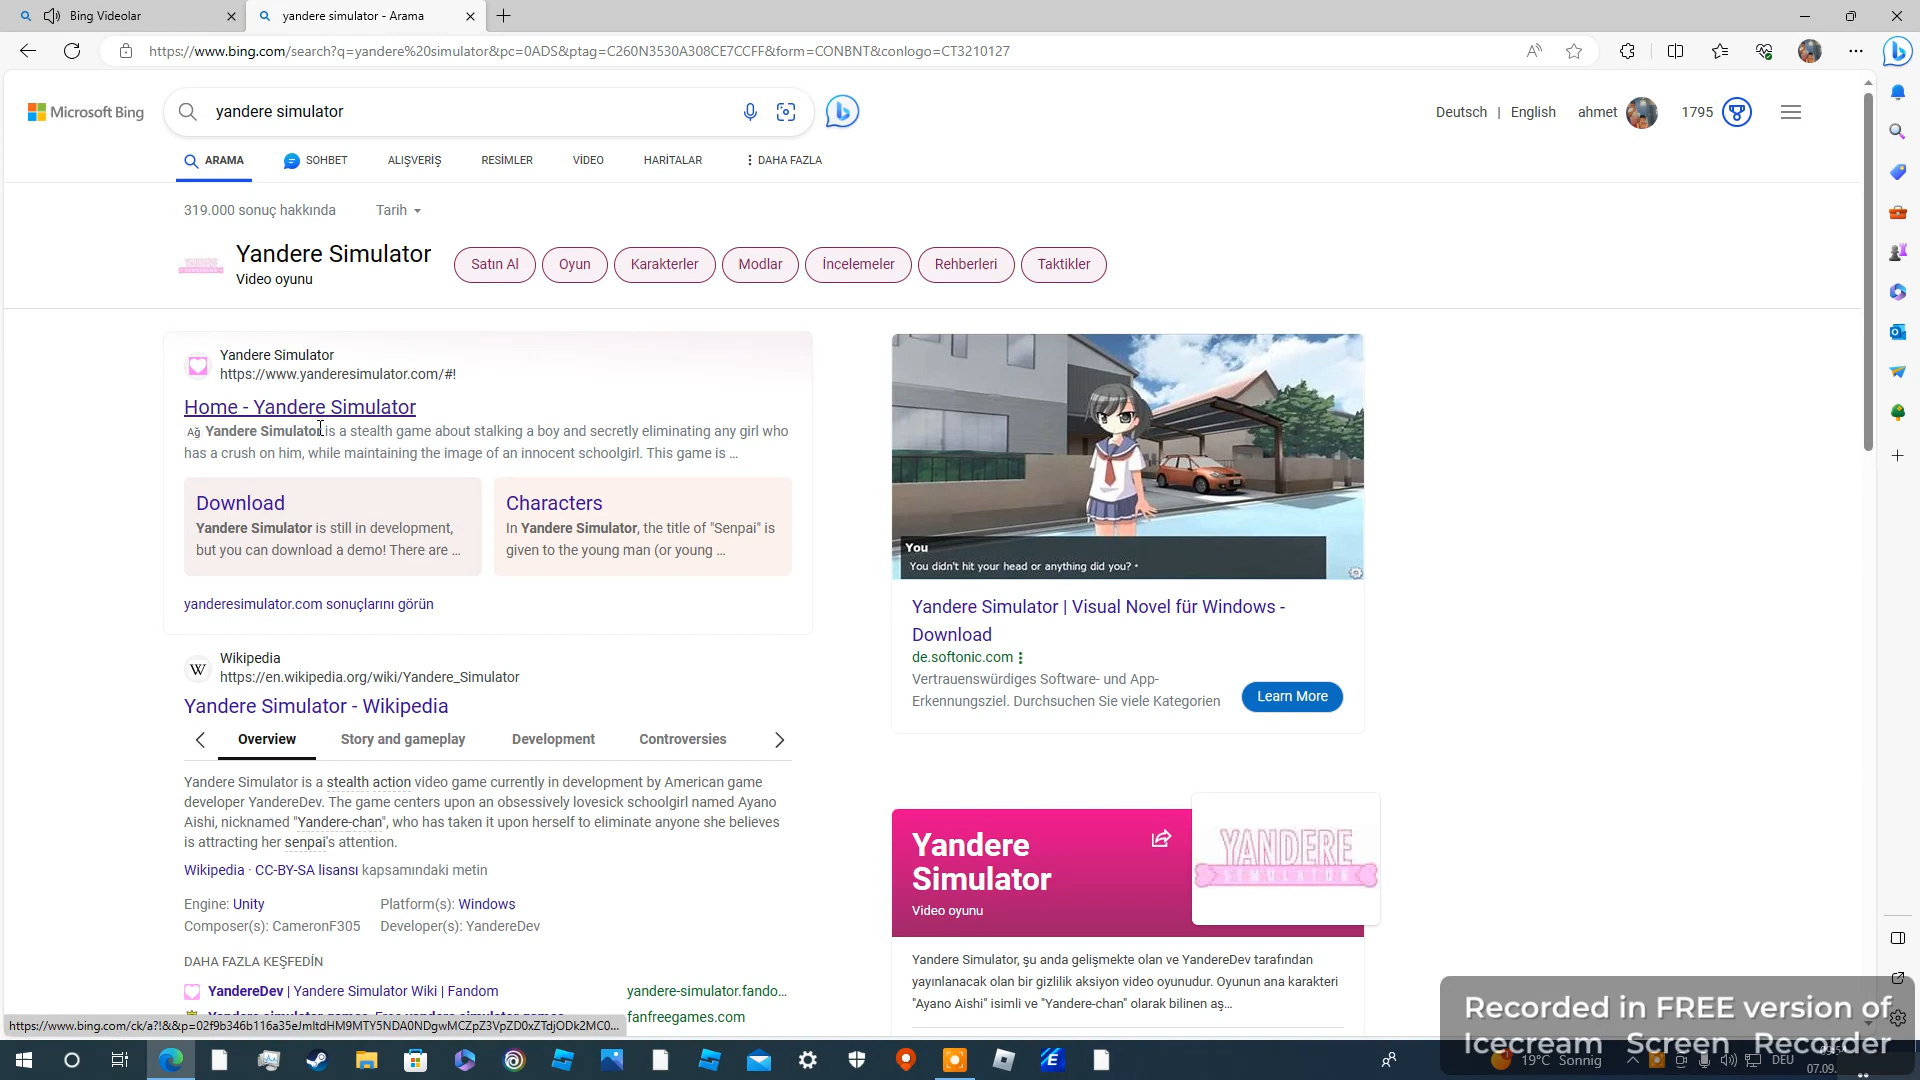 Bing Videolar
yandere simulator - Arama
https://www.bing.com/search?q=yandere%20simulator&pc=0ADS&ptag=C260N3530A308CE7CCFF&form=CONBNT&conlogo=CT3210127
Microsoft Bing
yandere simulator
Deutsch | English ahmet 1795
ARAMA SOHBET ALIŞVERİŞ RESİMLER VİDEO HARİTALAR DAHA FAZLA
319.000 sonuç hakkında Tarih
Yandere Simulator
Video oyunu
Satın Al Oyun Karakterler Modlar İncelemeler Rehberleri Taktikler
Yandere Simulator
https://www.yanderesimulator.com/#!
Home - Yandere Simulator
Ağ Yandere Simulator is a stealth game about stalking a boy and secretly eliminating any girl who
has a crush on him, while maintaining the image of an innocent schoolgirl. This game is ...
Download
Yandere Simulator is still in development,
but you can download a demo! There are ...
Characters
In Yandere Simulator, the title of "Senpai" is
given to the young man (or young ...
yanderesimulator.com sonuçlarını görün
W
Wikipedia
https://en.wikipedia.org/wiki/Yandere_Simulator
Yandere Simulator - Wikipedia
Overview Story and gameplay Development Controversies
Yandere Simulator is a stealth action video game currently in development by American game
developer YandereDev. The game centers upon an obsessively lovesick schoolgirl named Ayano
Aishi, nicknamed "Yandere-chan", who has taken it upon herself to eliminate anyone she believes
is attracting her senpai's attention.
Wikipedia · CC-BY-SA lisansı kapsamındaki metin
Engine: Unity Platform(s): Windows
Composer(s): CameronF305 Developer(s): YandereDev
DAHA FAZLA KEŞFEDİN
YandereDev | Yandere Simulator Wiki | Fandom yandere-simulator.fando...
fanfreegames.com
https://www.bing.com/ck/a?!&&p=02f9b346b116a35eJmltdHM9MTY5NDA0NDgwMCZpZ3VpZD0xZTdjODk2MC0...
You
You didn't hit your head or anything did you? •
Yandere Simulator | Visual Novel für Windows -
Download
de.softonic.com
Vertrauenswürdiges Software- und App-
Erkennungsziel. Durchsuchen Sie viele Kategorien
Learn More
Yandere
Simulator
Video oyunu
YANDERE
SIMULATOR
Yandere Simulator, şu anda gelişmekte olan ve YandereDev tarafından
yayınlanacak olan bir gizlilik aksiyon video oyunudur. Oyunun ana karakteri
"Ayano Aishi" isimli ve "Yandere-chan" olarak bilinen aş...
Recorded in FREE version of
Icecream Screen Recorder
19°C Sonnig
DEU
07.09.